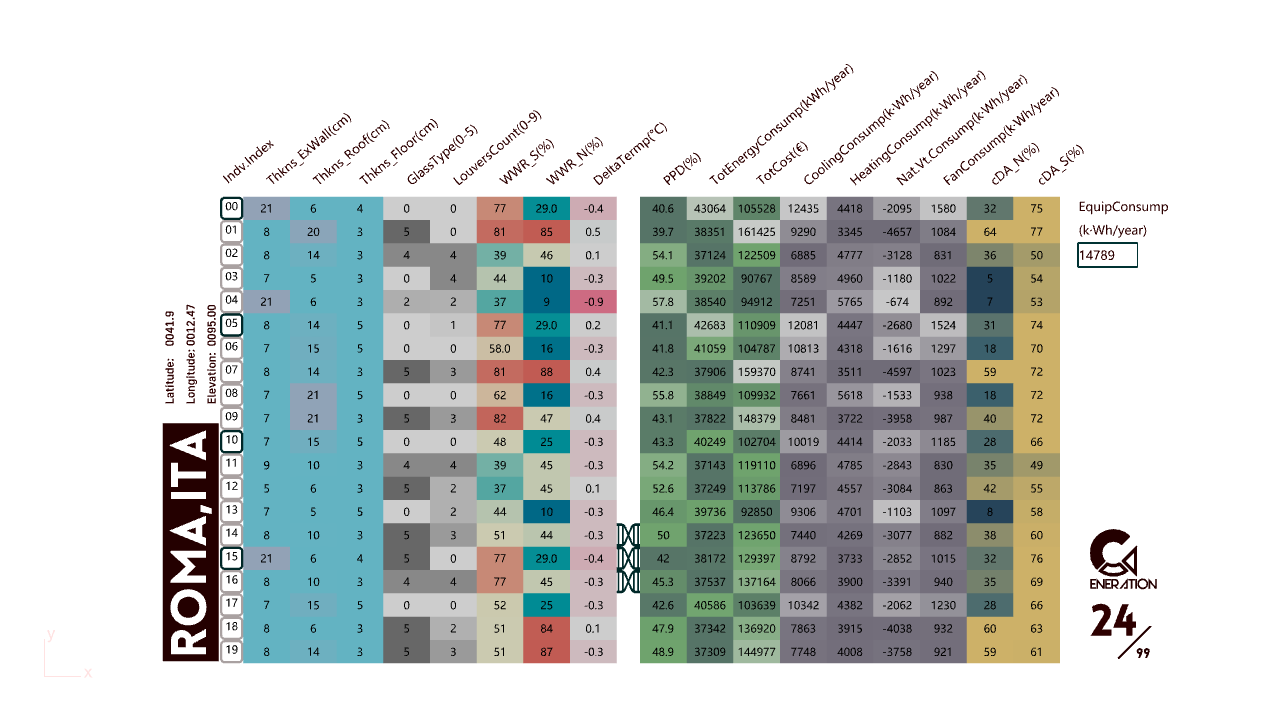 Indv.Index Thkns_ExWall(cm) Thkns_Roof(cm) Thkns_Floor(cm) GlassType(0-5) LouversCount(0-9) WWR_S(%) WWR_N(%) DeltaTermp(°C) PPD(%) TotEnergyConsump(kWh/year) TotCost(€) CoolingConsump(k·Wh/year) HeatingConsump(k·Wh/year) Nat.Vt.Consump(k·Wh/year) FanConsump(k·Wh/year) cDA_N(%) cDA_S(%)
00 21 6 4 0 0 77 29.0 -0.4 40.6 43064 105528 12435 4418 -2095 1580 32 75
01 8 20 3 5 0 81 85 0.5 39.7 38351 161425 9290 3345 -4657 1084 64 77
02 8 14 3 4 4 39 46 0.1 54.1 37124 122509 6885 4777 -3128 831 36 50
03 7 5 3 0 4 44 10 -0.3 49.5 39202 90767 8589 4960 -1180 1022 5 54
04 21 6 3 2 2 37 9 -0.9 57.8 38540 94912 7251 5765 -674 892 7 53
05 8 14 5 0 1 77 29.0 0.2 41.1 42683 110909 12081 4447 -2680 1524 31 74
06 7 15 5 0 0 58.0 16 -0.3 41.8 41059 104787 10813 4318 -1616 1297 18 70
07 8 14 3 5 3 81 88 0.4 42.3 37906 159370 8741 3511 -4597 1023 59 72
08 7 21 5 0 0 62 16 -0.3 55.8 38849 109932 7661 5618 -1533 938 18 72
09 7 21 3 5 3 82 47 0.4 43.1 37822 148379 8481 3722 -3958 987 40 72
10 7 15 5 0 0 48 25 -0.3 43.3 40249 102704 10019 4414 -2033 1185 28 66
11 9 10 3 4 4 39 45 -0.3 54.2 37143 119110 6896 4785 -2843 830 35 49
12 5 6 3 5 2 37 45 0.1 52.6 37249 113786 7197 4557 -3084 863 42 55
13 7 5 5 0 2 44 10 -0.3 46.4 39736 92850 9306 4701 -1103 1097 8 58
14 8 10 3 5 3 51 44 -0.3 50 37223 123650 7440 4269 -3077 882 38 60
15 21 6 4 5 0 77 29.0 -0.4 42 38172 129397 8792 3733 -2852 1015 32 76
16 8 10 3 4 4 77 45 -0.3 45.3 37537 137164 8066 3900 -3391 940 35 69
17 7 15 5 0 0 52 25 -0.3 42.6 40586 103639 10342 4382 -2062 1230 28 66
18 8 6 3 5 2 51 84 0.1 47.9 37342 136920 7863 3915 -4038 932 60 63
19 8 14 3 5 3 51 87 -0.3 48.9 37309 144977 7748 4008 -3758 921 59 61
EquipConsump
(k·Wh/year)
14789
Latitude: 0041.9
Longitude: 0012.47
Elevation: 0095.00
ROMA,ITA
ENERATION
24/99
y
x